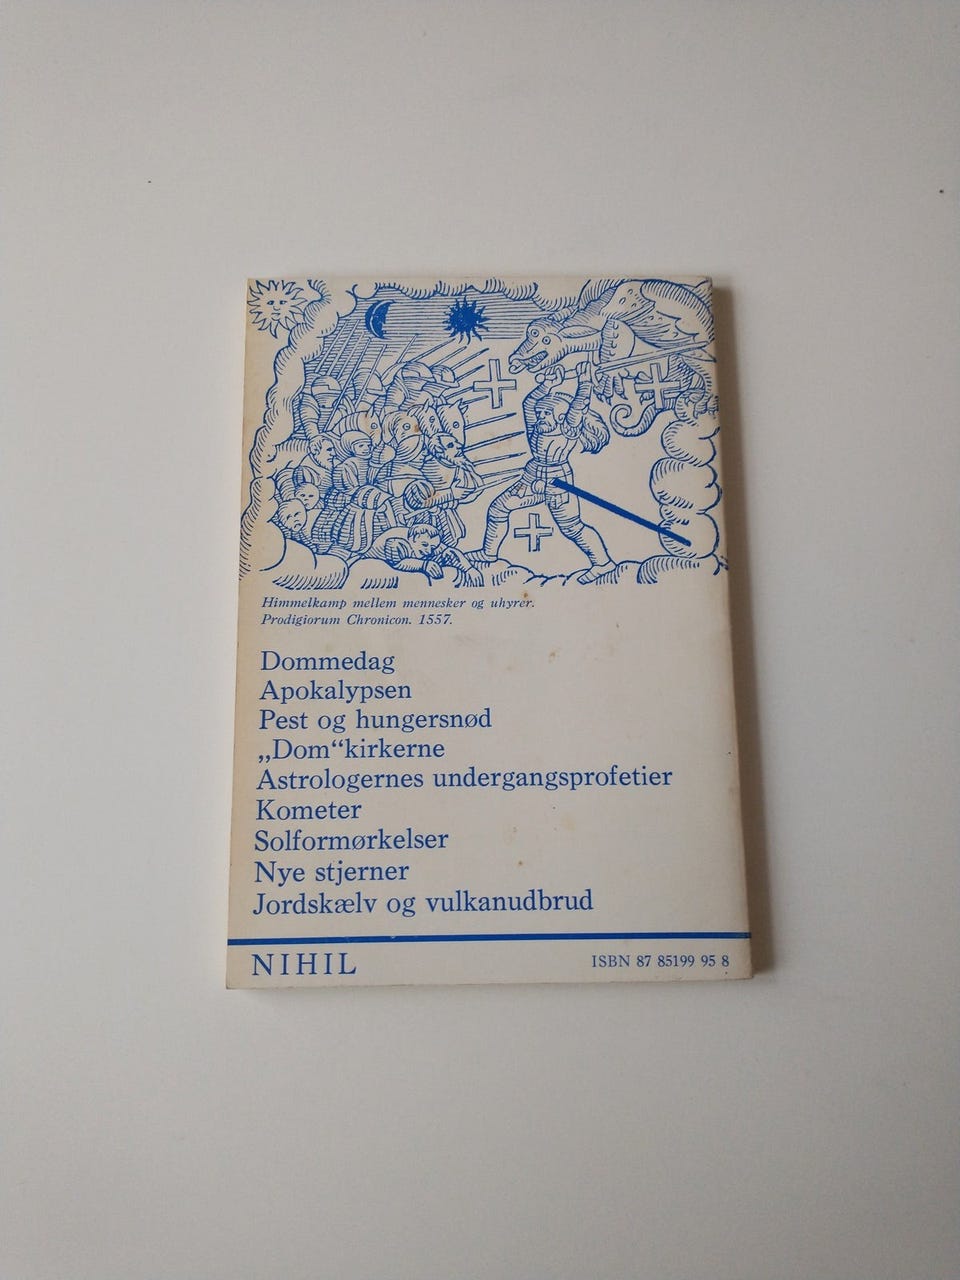 Himmelkamp mellem mennesker og uhyrer.
Prodigiorum Chronicon. 1557.
Dommedag
Apokalypsen
Pest og hungersnød
„Dom“kirkerne
Astrologernes undergangsprofetier
Kometer
Solformørkelser
Nye stjerner
Jordskælv og vulkanudbrud
NIHIL
ISBN 87 85199 95 8